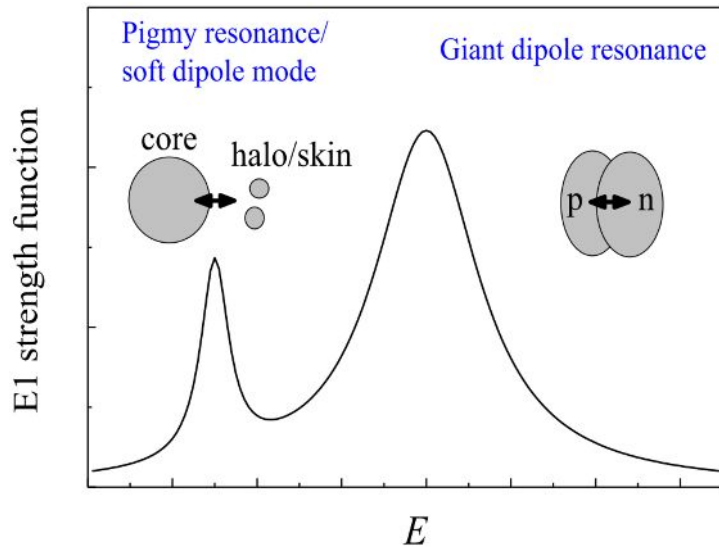 Pigmy resonance/
soft dipole mode
Giant dipole resonance
core
halo/skin
p
n
E1 strength function
E